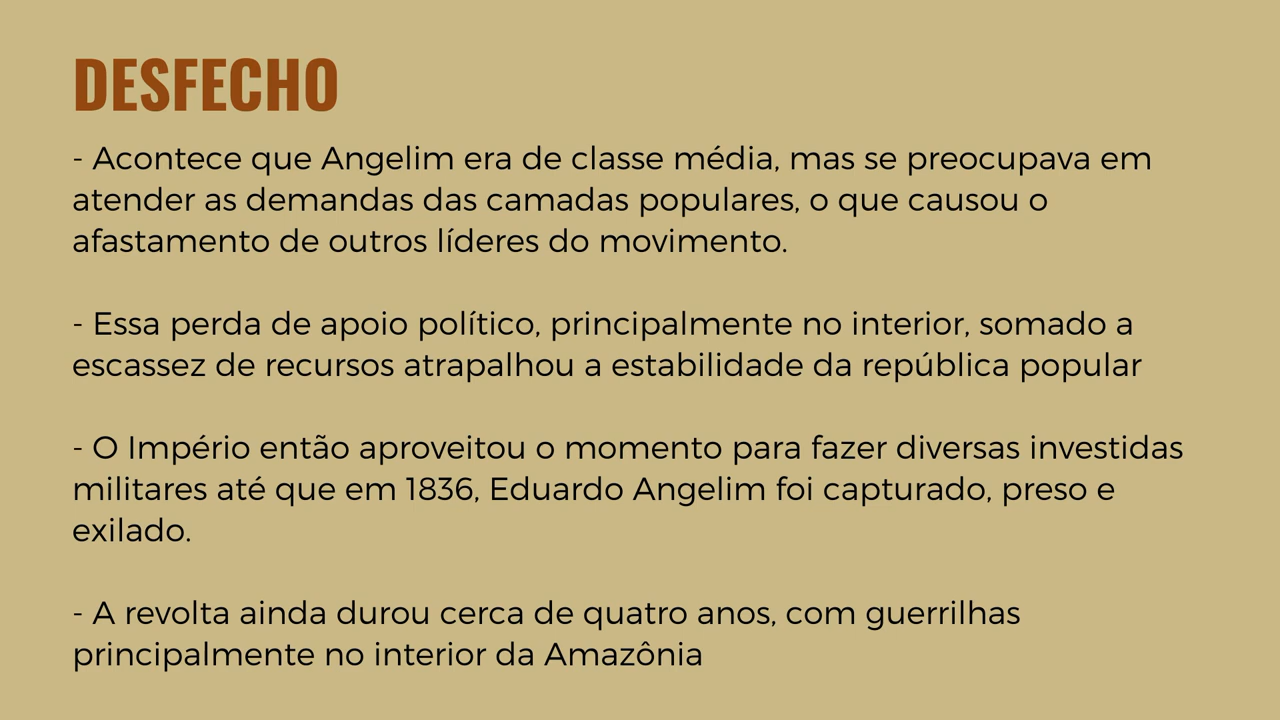 DESFECHO
- Acontece que Angelim era de classe média, mas se preocupava em
atender as demandas das camadas populares, o que causou o
afastamento de outros líderes do movimento.
- Essa perda de apoio político, principalmente no interior, somado a
escassez de recursos atrapalhou a estabilidade da república popular
- O Império então aproveitou o momento para fazer diversas investidas
militares até que em 1836, Eduardo Angelim foi capturado, preso e
exilado.
- A revolta ainda durou cerca de quatro anos, com guerrilhas
principalmente no interior da Amazônia